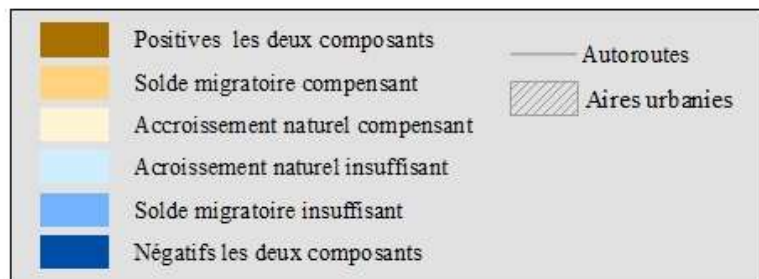 Positives les deux composants
Solde migratoire compensant
Accroissement naturel compensant
Acroissement naturel insuffisant
Solde migratoire insuffisant
Négatifs les deux composants
Autoroutes
Aires urbanies